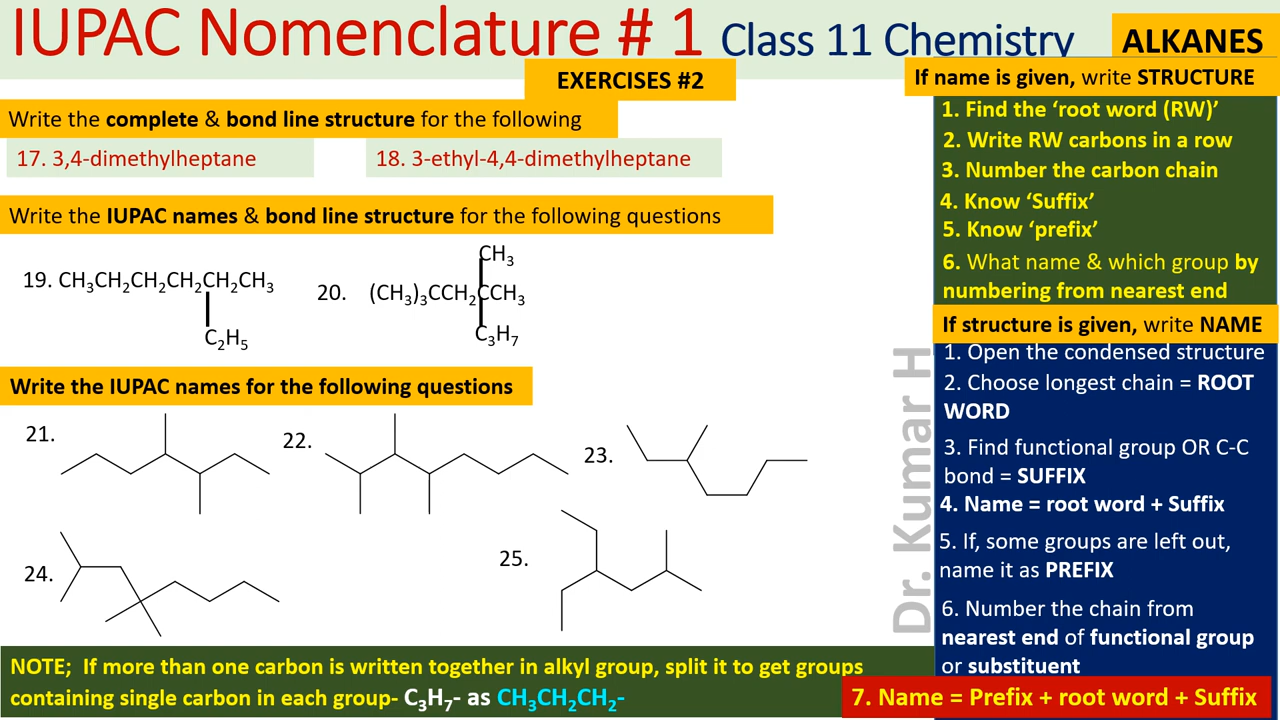 IUPAC Nomenclature # 1 Class 11 Chemistry
ALKANES
EXERCISES #2
Write the complete & bond line structure for the following
17. 3,4-dimethylheptane
18. 3-ethyl-4,4-dimethylheptane
Write the IUPAC names & bond line structure for the following questions
19. CH₃CH₂CH₂CH₂CHCH₂CH₃
C₂H₅
20.
CH₃
(CH₃)₃CCH₂CCH₃
C₃H₇
Write the IUPAC names for the following questions
21.
22.
23.
24.
25.
NOTE; If more than one carbon is written together in alkyl group, split it to get groups
containing single carbon in each group- C₃H₇- as CH₃CH₂CH₂-
If name is given, write STRUCTURE
1. Find the ‘root word (RW)’
2. Write RW carbons in a row
3. Number the carbon chain
4. Know ‘Suffix’
5. Know ‘prefix’
6. What name & which group by
numbering from nearest end
If structure is given, write NAME
1. Open the condensed structure
2. Choose longest chain = ROOT
WORD
3. Find functional group OR C-C
bond = SUFFIX
4. Name = root word + Suffix
5. If, some groups are left out,
name it as PREFIX
6. Number the chain from
nearest end of functional group
or substituent
7. Name = Prefix + root word + Suffix
Dr. Kumar H